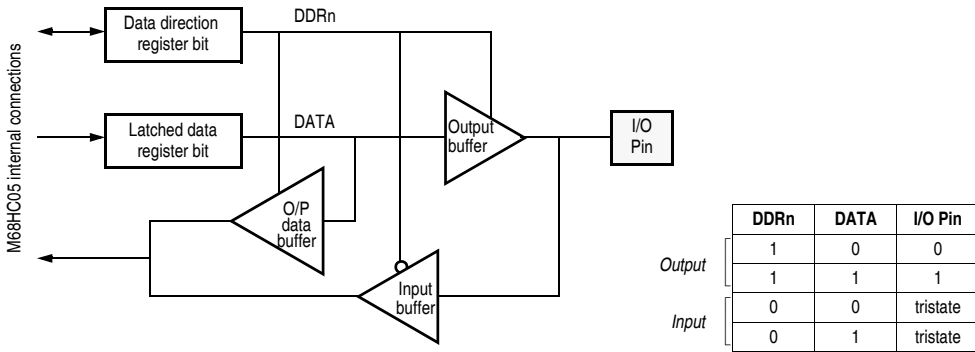 DDRn
Data direction
register bit
M68HC05 internal connections
Latched data
register bit
DATA
Output
buffer
I/O
Pin
O/P
data
buffer
Input
buffer
DDRn DATA I/O Pin
Output
1 0 0
1 1 1
Input
0 0 tristate
0 1 tristate